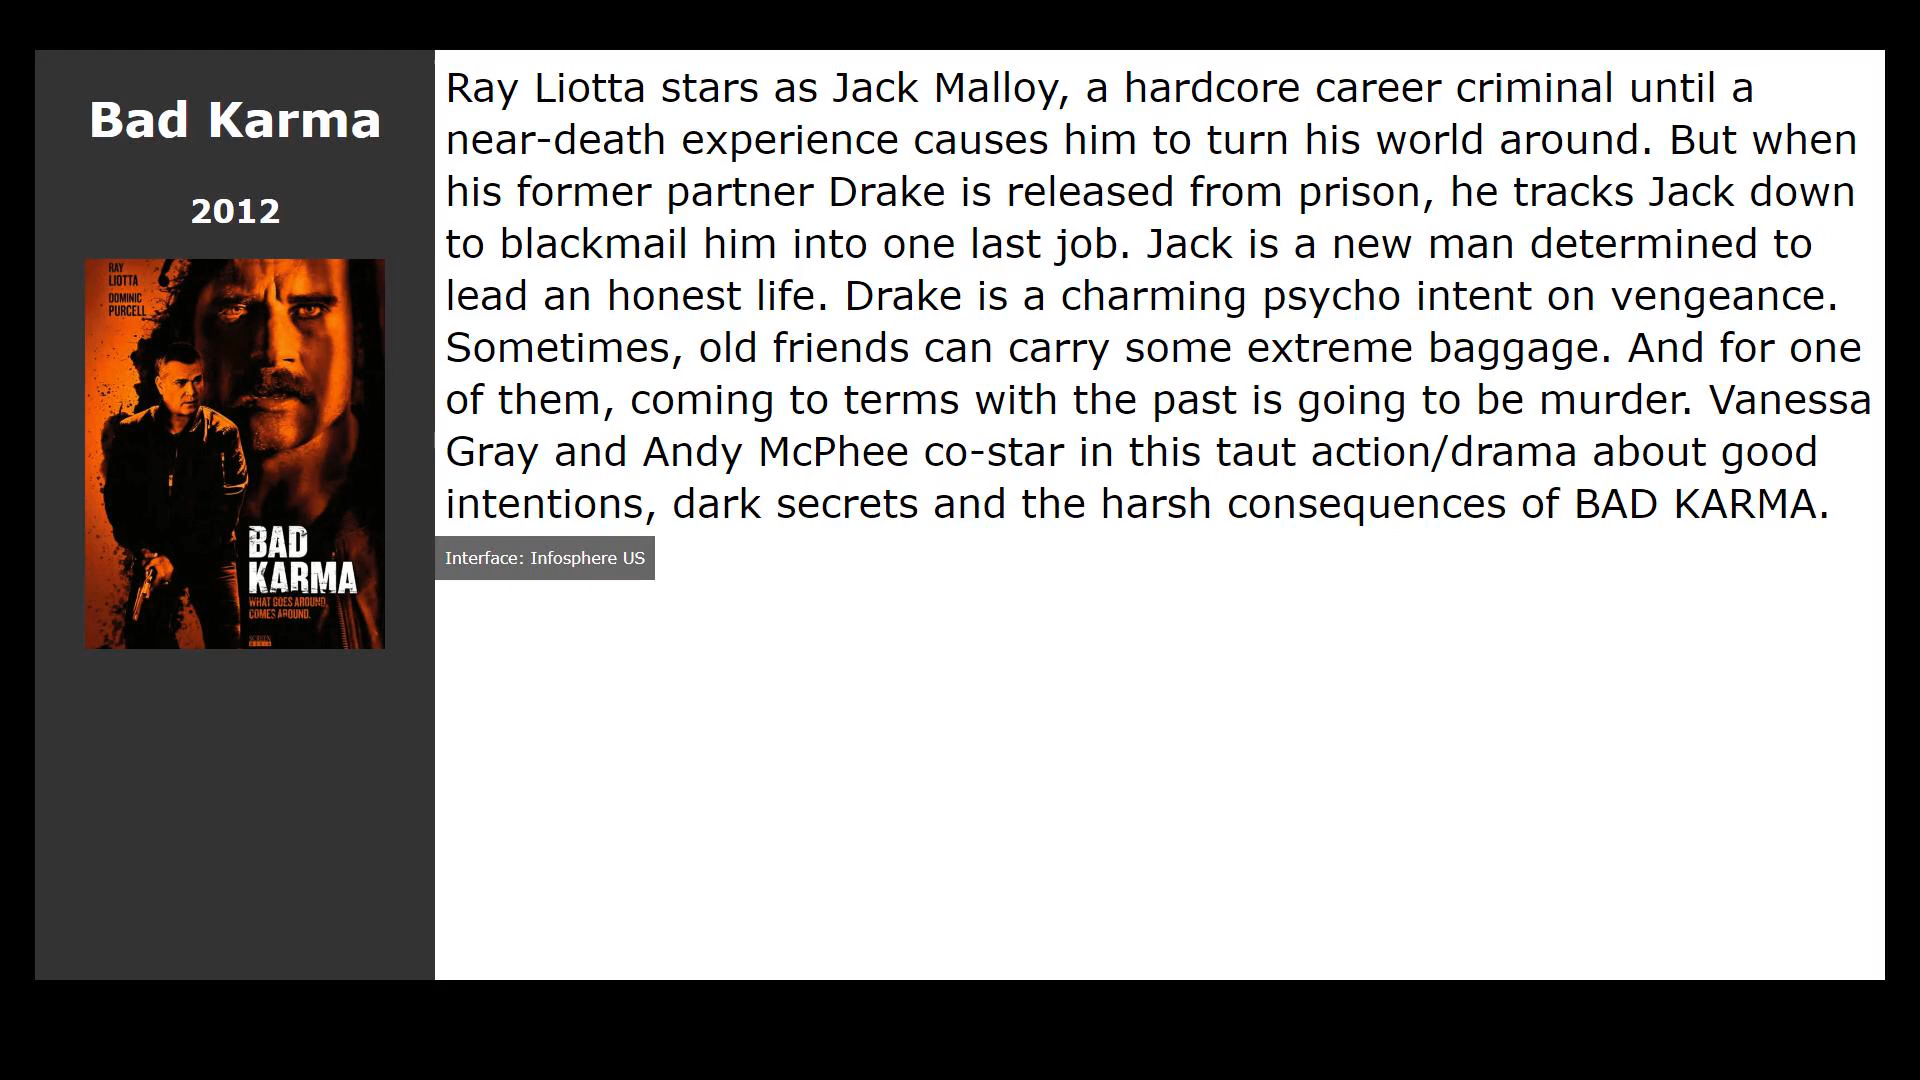 Bad Karma
2012
RAY
LIOTTA
DOMINIC
PURCELL
BAD
KARMA
WHAT GOES AROUND,
COMES AROUND.
SCREEN
MEDIA
Ray Liotta stars as Jack Malloy, a hardcore career criminal until a
near-death experience causes him to turn his world around. But when
his former partner Drake is released from prison, he tracks Jack down
to blackmail him into one last job. Jack is a new man determined to
lead an honest life. Drake is a charming psycho intent on vengeance.
Sometimes, old friends can carry some extreme baggage. And for one
of them, coming to terms with the past is going to be murder. Vanessa
Gray and Andy McPhee co-star in this taut action/drama about good
intentions, dark secrets and the harsh consequences of BAD KARMA.
Interface: Infosphere US